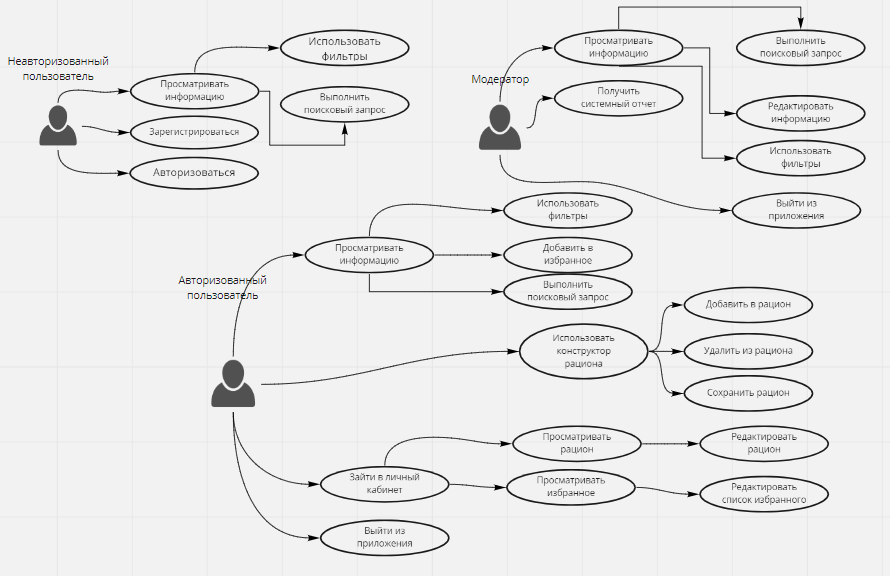 Неавторизованный
пользователь
Использовать
фильтры
Просматривать
информацию
Выполнить
поисковый запрос
Зарегистрироваться
Авторизоваться
Модератор
Просматривать
информацию
Выполнить
поисковый запрос
Получить
системный отчет
Редактировать
информацию
Использовать
фильтры
Выйти из
приложения
Авторизованный
пользователь
Просматривать
информацию
Использовать
фильтры
Добавить в
избранное
Выполнить
поисковый запрос
Использовать
конструктор
рациона
Добавить в рацион
Удалить из рациона
Сохранить рацион
Зайти в личный
кабинет
Просматривать
рацион
Редактировать
рацион
Просматривать
избранное
Редактировать
список избранного
Выйти из
приложения